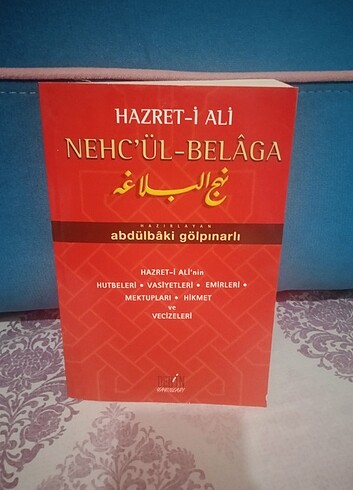 HAZRET-İ ALİ
NEHC'ÜL-BELÂGA
نهج البلاغه
HAZIRLAYAN
abdülbâki gölpınarlı
HAZRET-İ ALİ'nin
HUTBELERİ • VASİYETLERİ • EMİRLERİ •
MEKTUPLARI • HİKMET
ve
VECİZELERİ